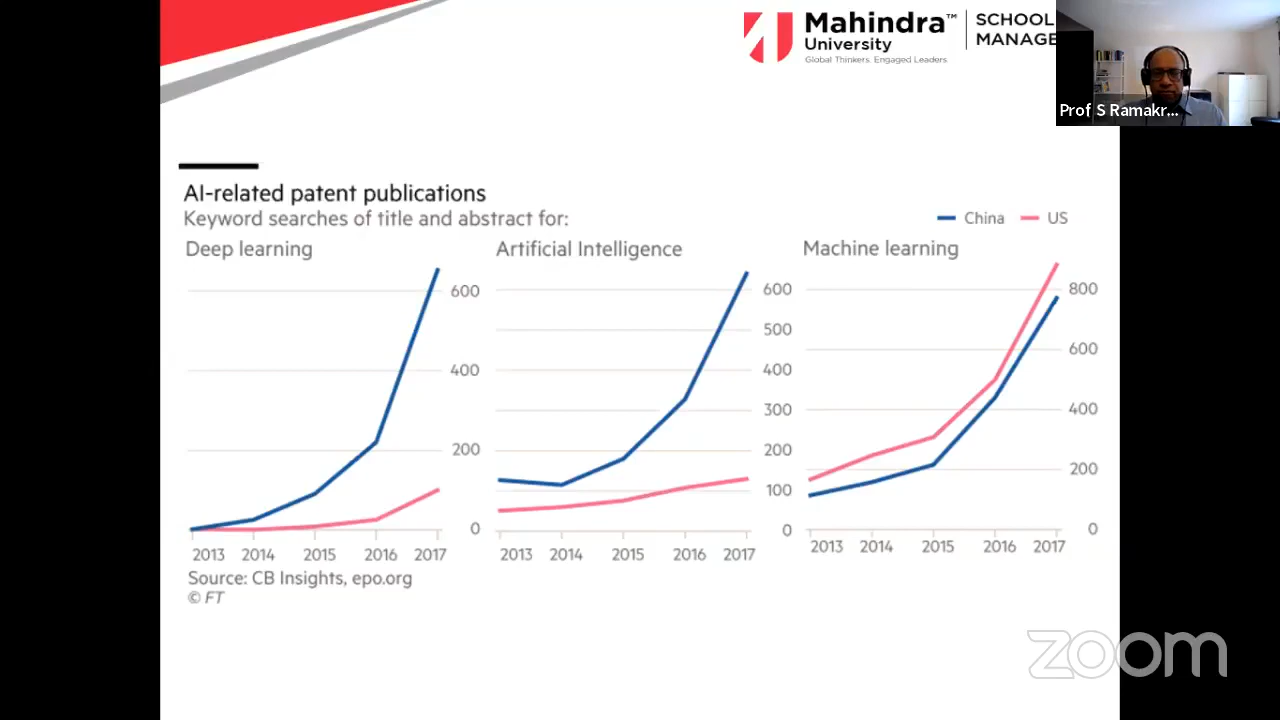 Mahindra™
University
Global Thinkers. Engaged Leaders.
SCHOOL
MANAGE
Prof S Ramakr...
AI-related patent publications
Keyword searches of title and abstract for:
China
US
Deep learning
600
400
200
0
2013
2014
2015
2016
2017
Artificial Intelligence
600
500
400
300
200
100
0
2013
2014
2015
2016
2017
Machine learning
800
600
400
200
0
2013
2014
2015
2016
2017
Source: CB Insights, epo.org
© FT
zoom